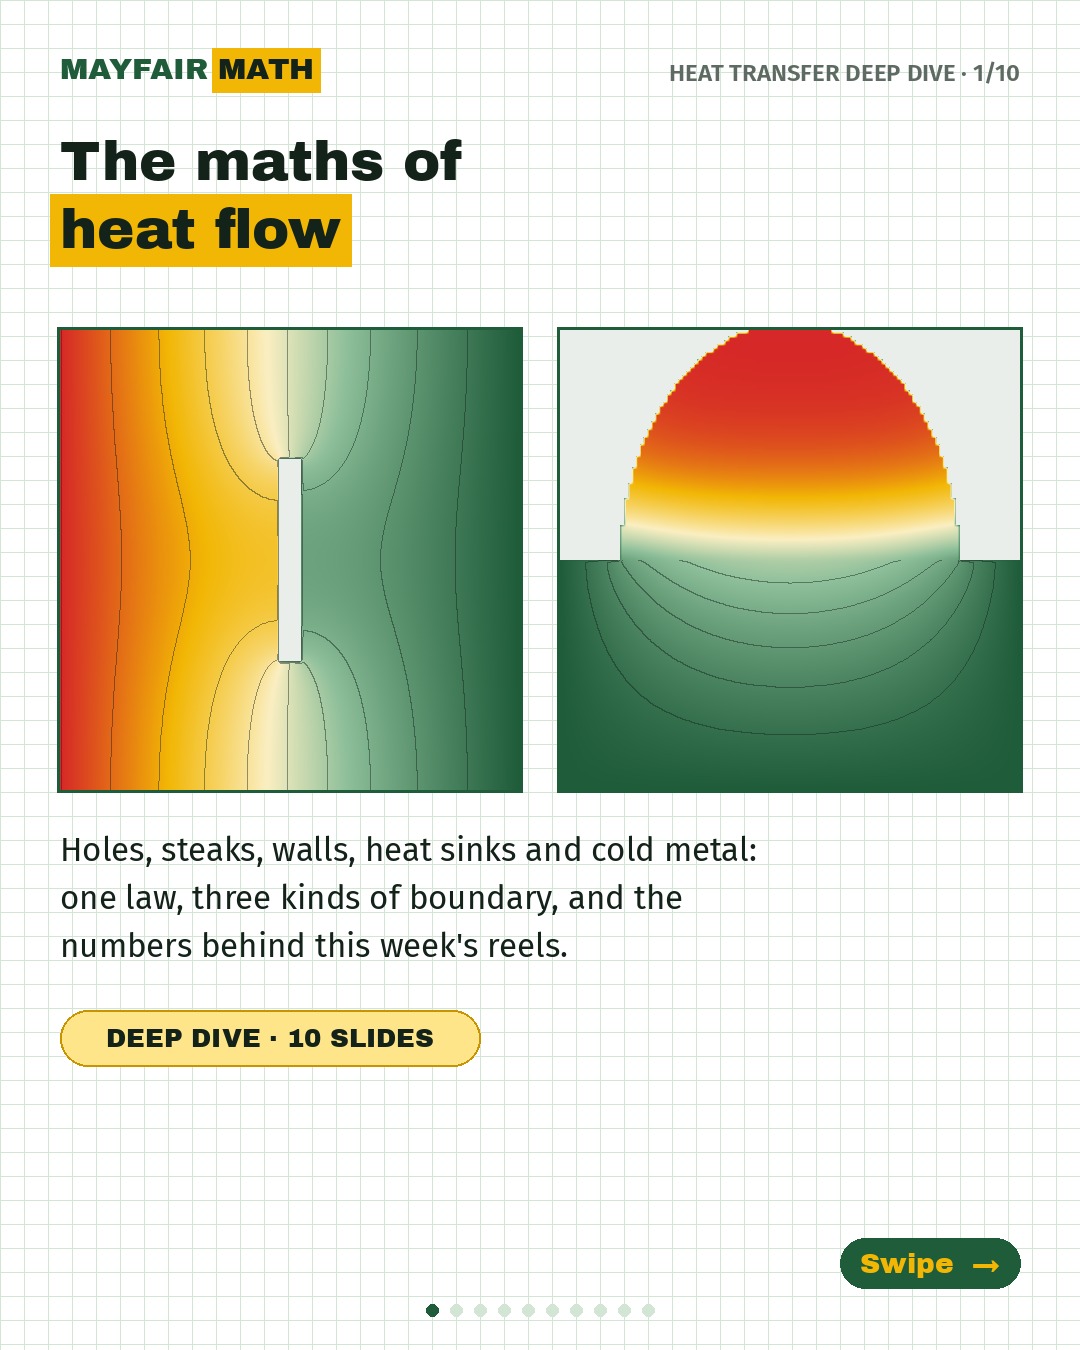 MAYFAIR MATH
HEAT TRANSFER DEEP DIVE · 1/10
The maths of
heat flow
Holes, steaks, walls, heat sinks and cold metal:
one law, three kinds of boundary, and the
numbers behind this week's reels.
DEEP DIVE · 10 SLIDES
Swipe →